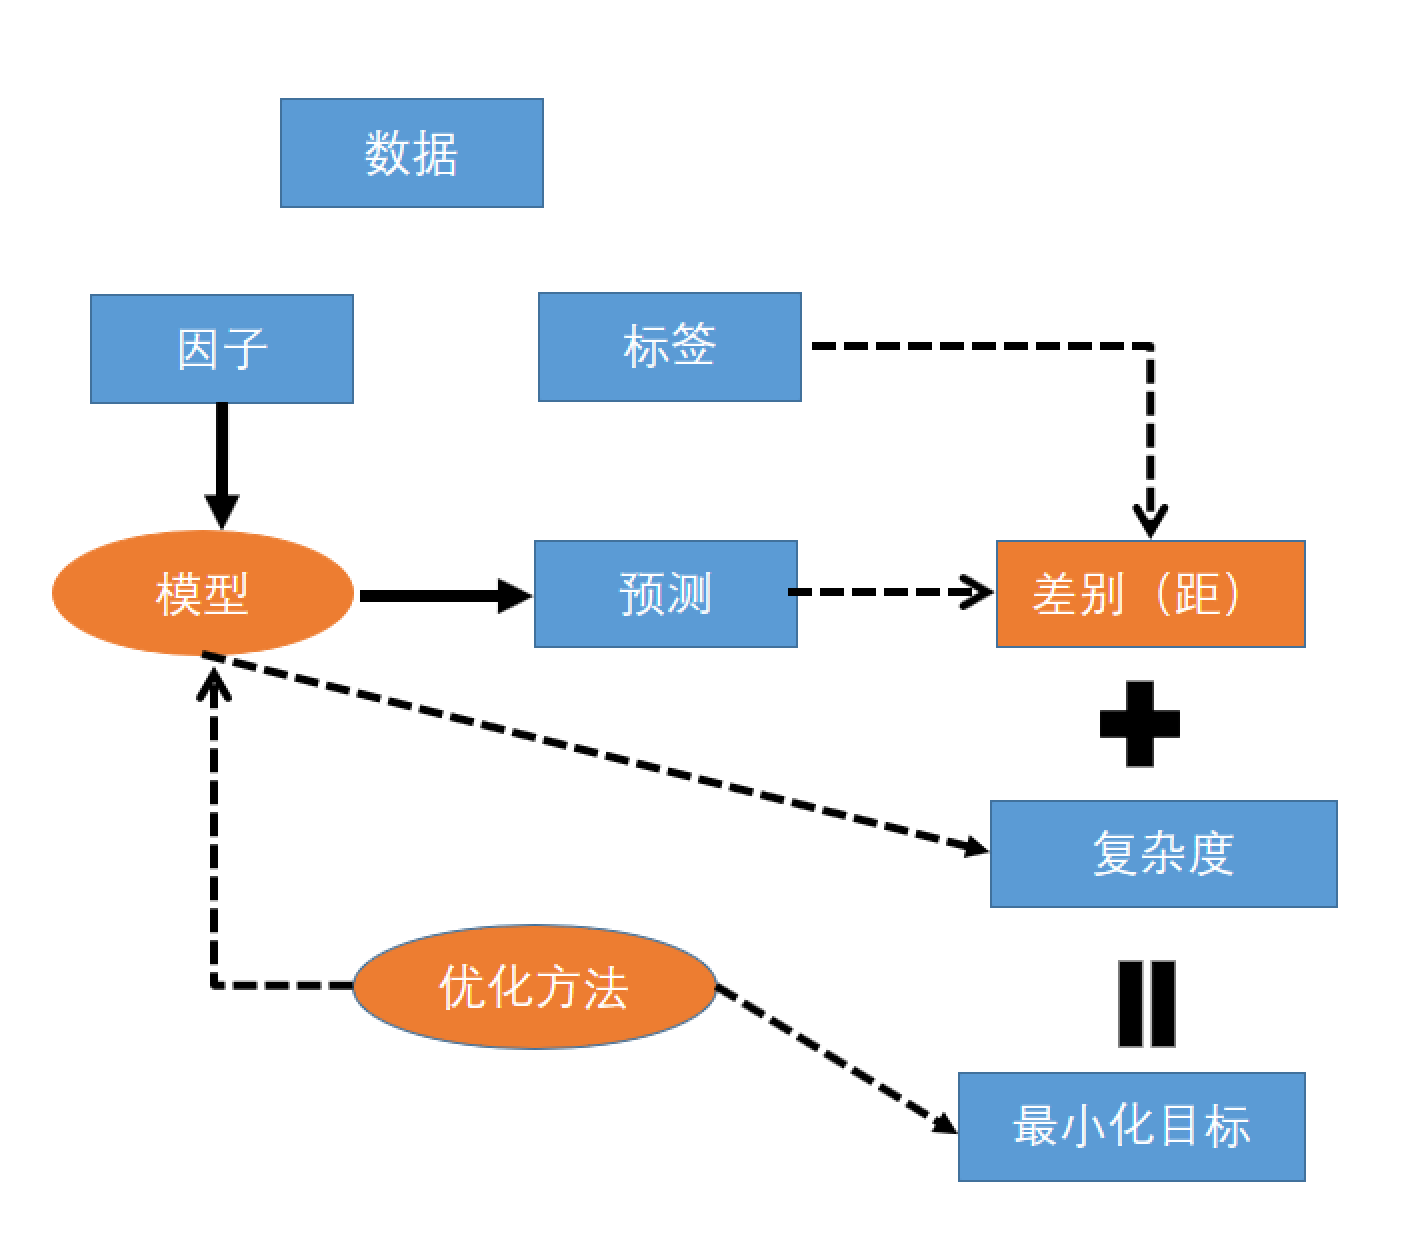 数据
因子
标签
模型
预测
差别（距）
复杂度
优化方法
最小化目标